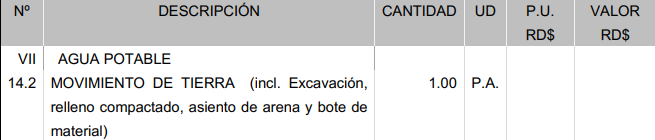 Nº DESCRIPCIÓN CANTIDAD UD P.U. RD$ VALOR RD$
VII AGUA POTABLE
14.2 MOVIMIENTO DE TIERRA (incl. Excavación, 1.00 P.A.
relleno compactado, asiento de arena y bote de
material)